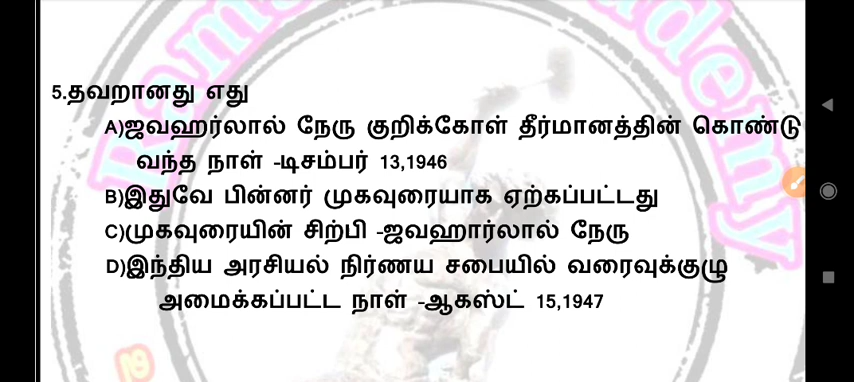 5.தவறானது எது
A)ஜவஹர்லால் நேரு குறிக்கோள் தீர்மானத்தின் கொண்டு
வந்த நாள் -டிசம்பர் 13,1946
B)இதுவே பின்னர் முகவுரையாக ஏற்கப்பட்டது
C)முகவுரையின் சிற்பி -ஜவஹார்லால் நேரு
D)இந்திய அரசியல் நிர்ணய சபையில் வரைவுக்குழு
அமைக்கப்பட்ட நாள் -ஆகஸ்ட் 15,1947